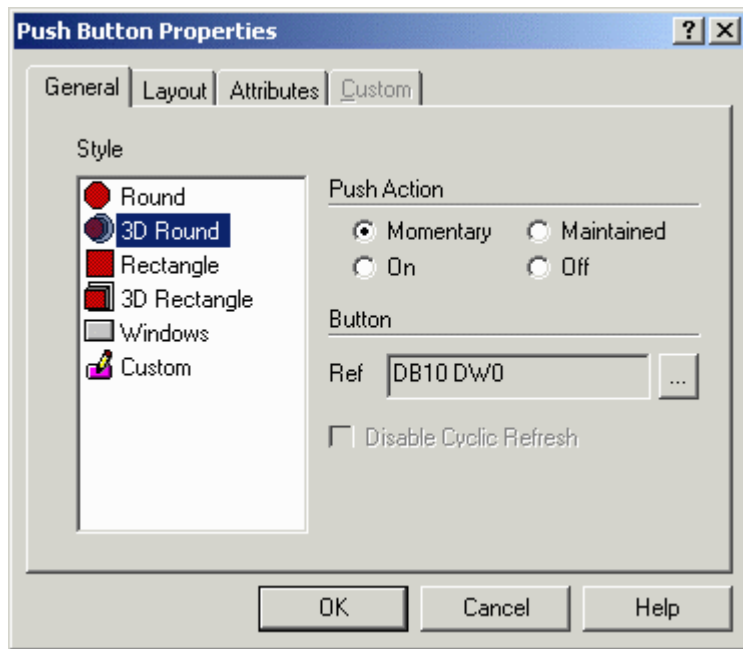 Push Button Properties
General Layout Attributes Custom
Style
Round
3D Round
Rectangle
3D Rectangle
Windows
Custom
Push Action
Momentary Maintained
On Off
Button
Ref DB10 DW0 ...
Disable Cyclic Refresh
OK Cancel Help